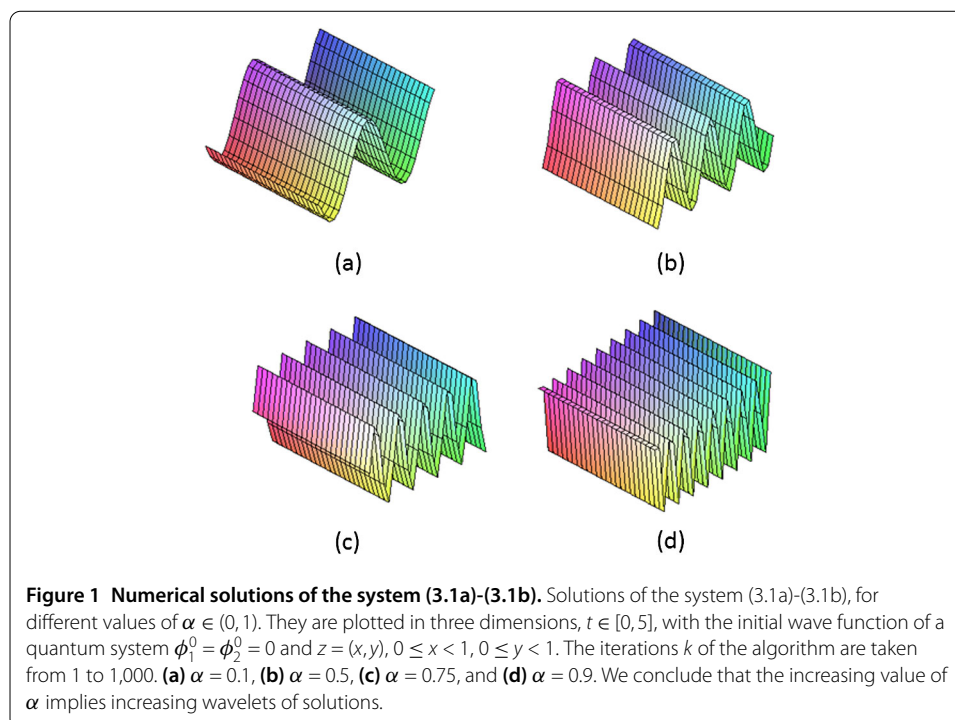 (a)
(b)
(c)
(d)
Figure 1 Numerical solutions of the system (3.1a)-(3.1b). Solutions of the system (3.1a)-(3.1b), for
different values of α ∈ (0, 1). They are plotted in three dimensions, t ∈ [0, 5], with the initial wave function of a
quantum system ϕ₁⁰ = ϕ₂⁰ = 0 and z = (x, y), 0 ≤ x < 1, 0 ≤ y < 1. The iterations k of the algorithm are taken
from 1 to 1,000. (a) α = 0.1, (b) α = 0.5, (c) α = 0.75, and (d) α = 0.9. We conclude that the increasing value of
α implies increasing wavelets of solutions.